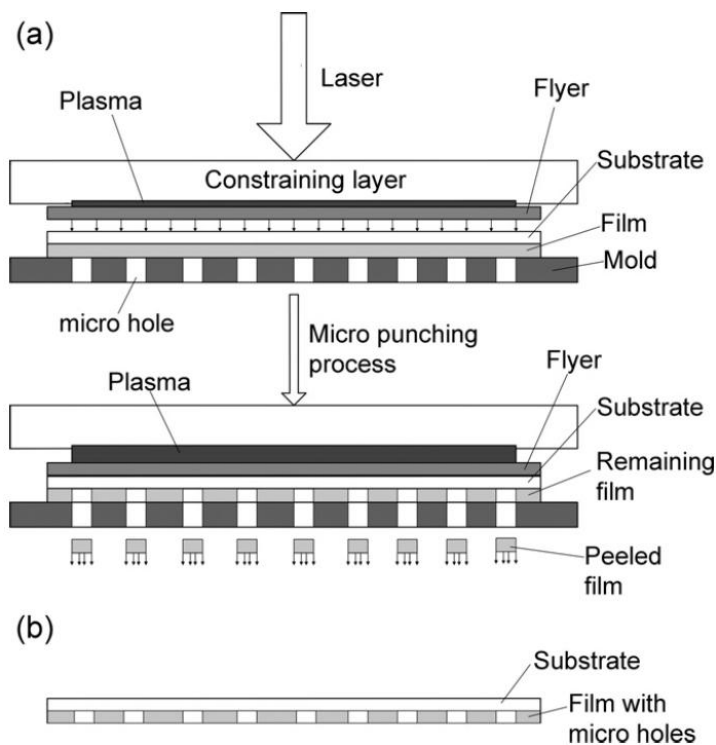 (a)
Laser
Plasma
Flyer
Constraining layer
Substrate
Film
Mold
micro hole
Micro punching
process
Plasma
Flyer
Substrate
Remaining
film
Peeled
film
(b)
Substrate
Film with
micro holes